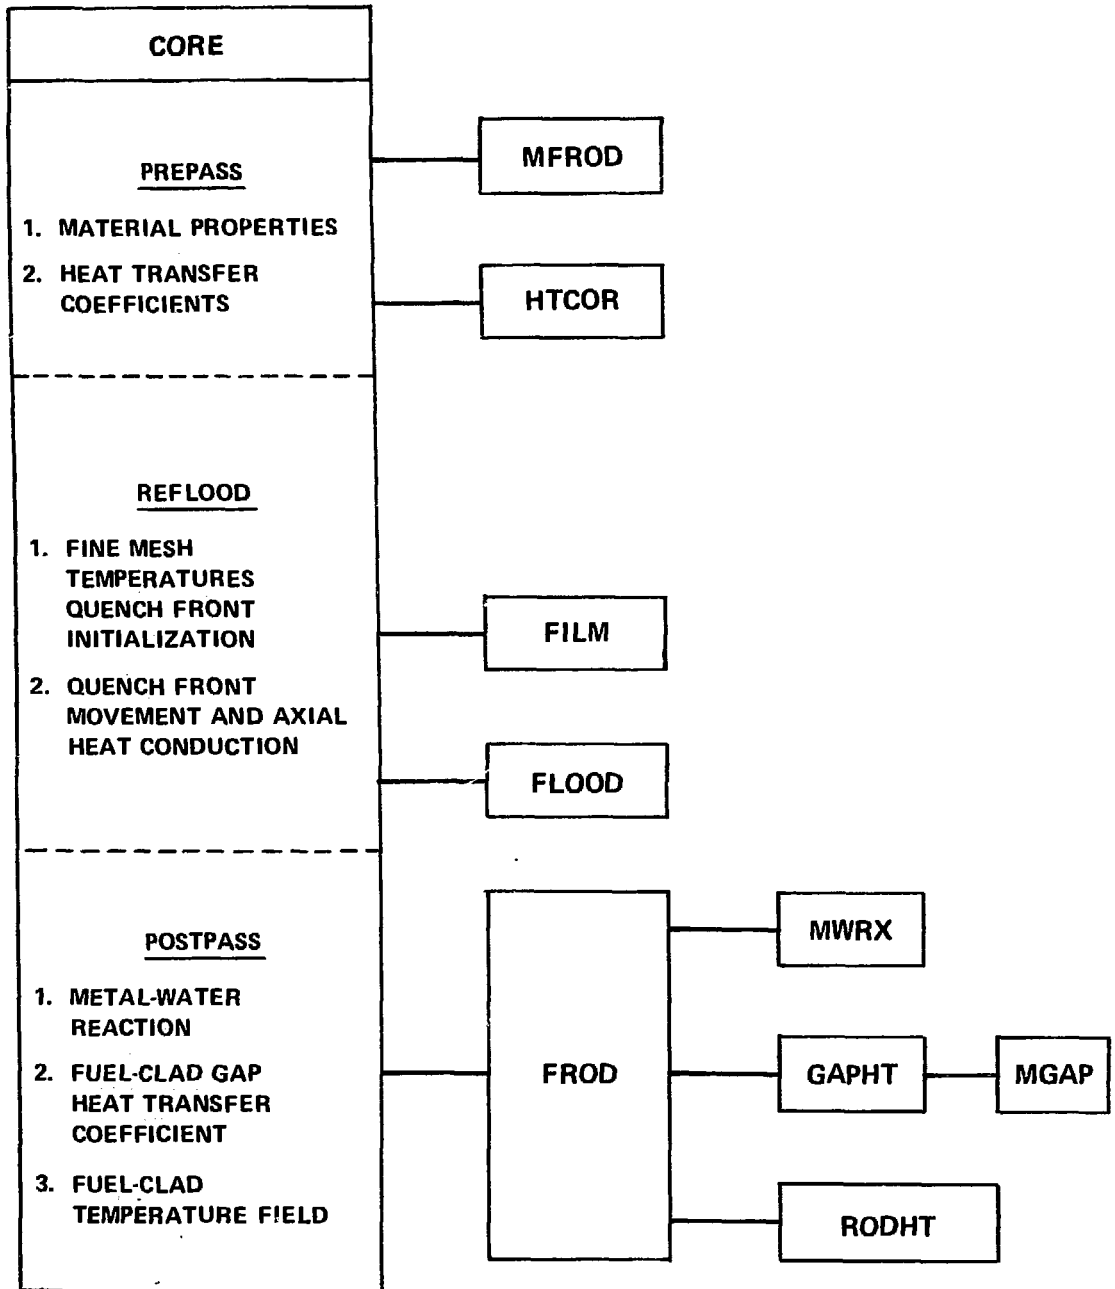 CORE
PREPASS
1. MATERIAL PROPERTIES
2. HEAT TRANSFER
COEFFICIENTS
MFROD
HTCOR
REFLOOD
1. FINE MESH
TEMPERATURES
QUENCH FRONT
INITIALIZATION
2. QUENCH FRONT
MOVEMENT AND AXIAL
HEAT CONDUCTION
FILM
FLOOD
POSTPASS
1. METAL-WATER
REACTION
2. FUEL-CLAD GAP
HEAT TRANSFER
COEFFICIENT
3. FUEL-CLAD
TEMPERATURE FIELD
FROD
MWRX
GAPHT
MGAP
RODHT